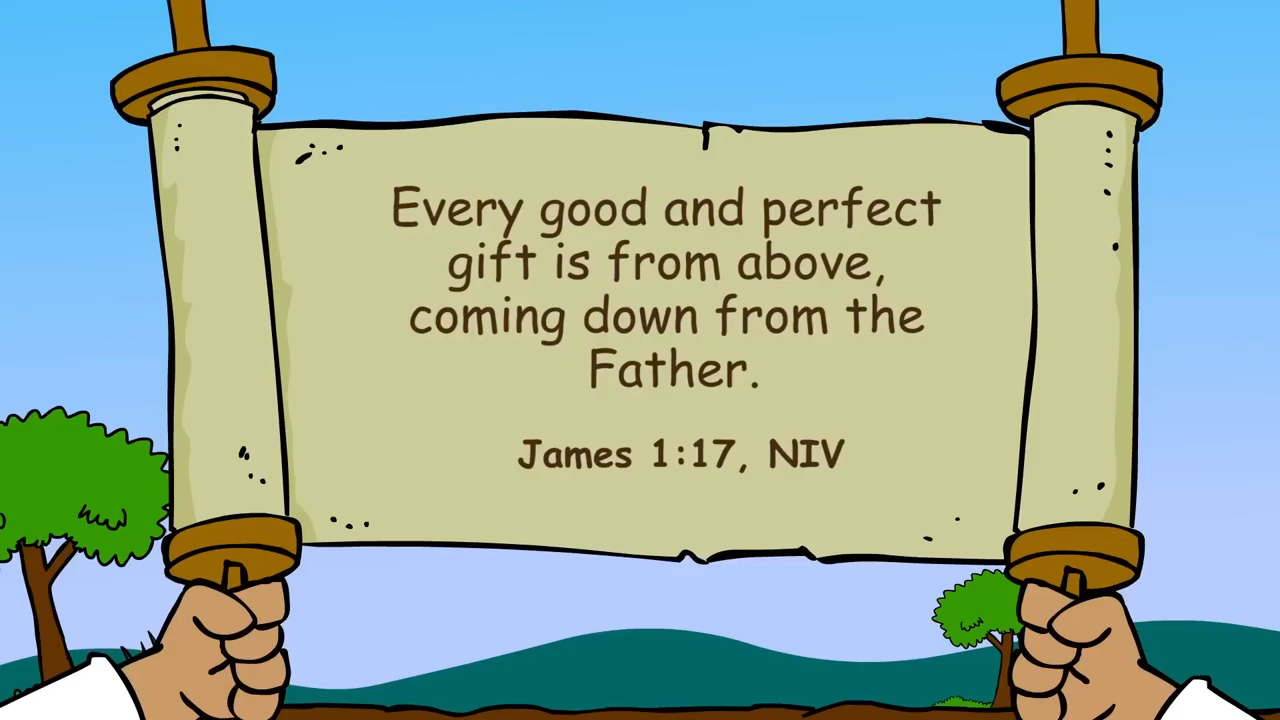 Every good and perfect
gift is from above,
coming down from the
Father.
James 1:17, NIV